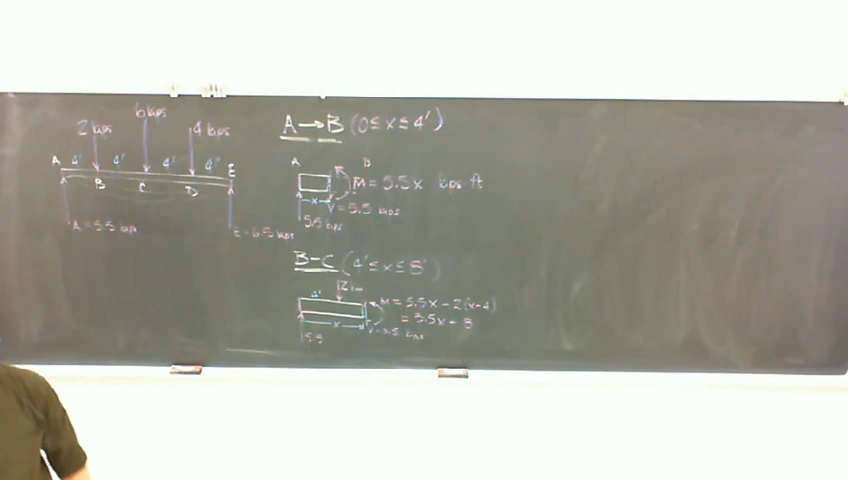 6 kips
2 kips
4 kips
A 4' 4' 4' 4' E
B C D
A = 5.5 kips
E = 6.5 kips
A → B (0 ≤ x ≤ 4')
A B
M = 5.5x kips·ft
x
V = 5.5 kips
5.5 kips
B - C (4' ≤ x ≤ 8')
4'
M = 5.5x - 2(x-4)
= 3.5x - 8
x
5.5